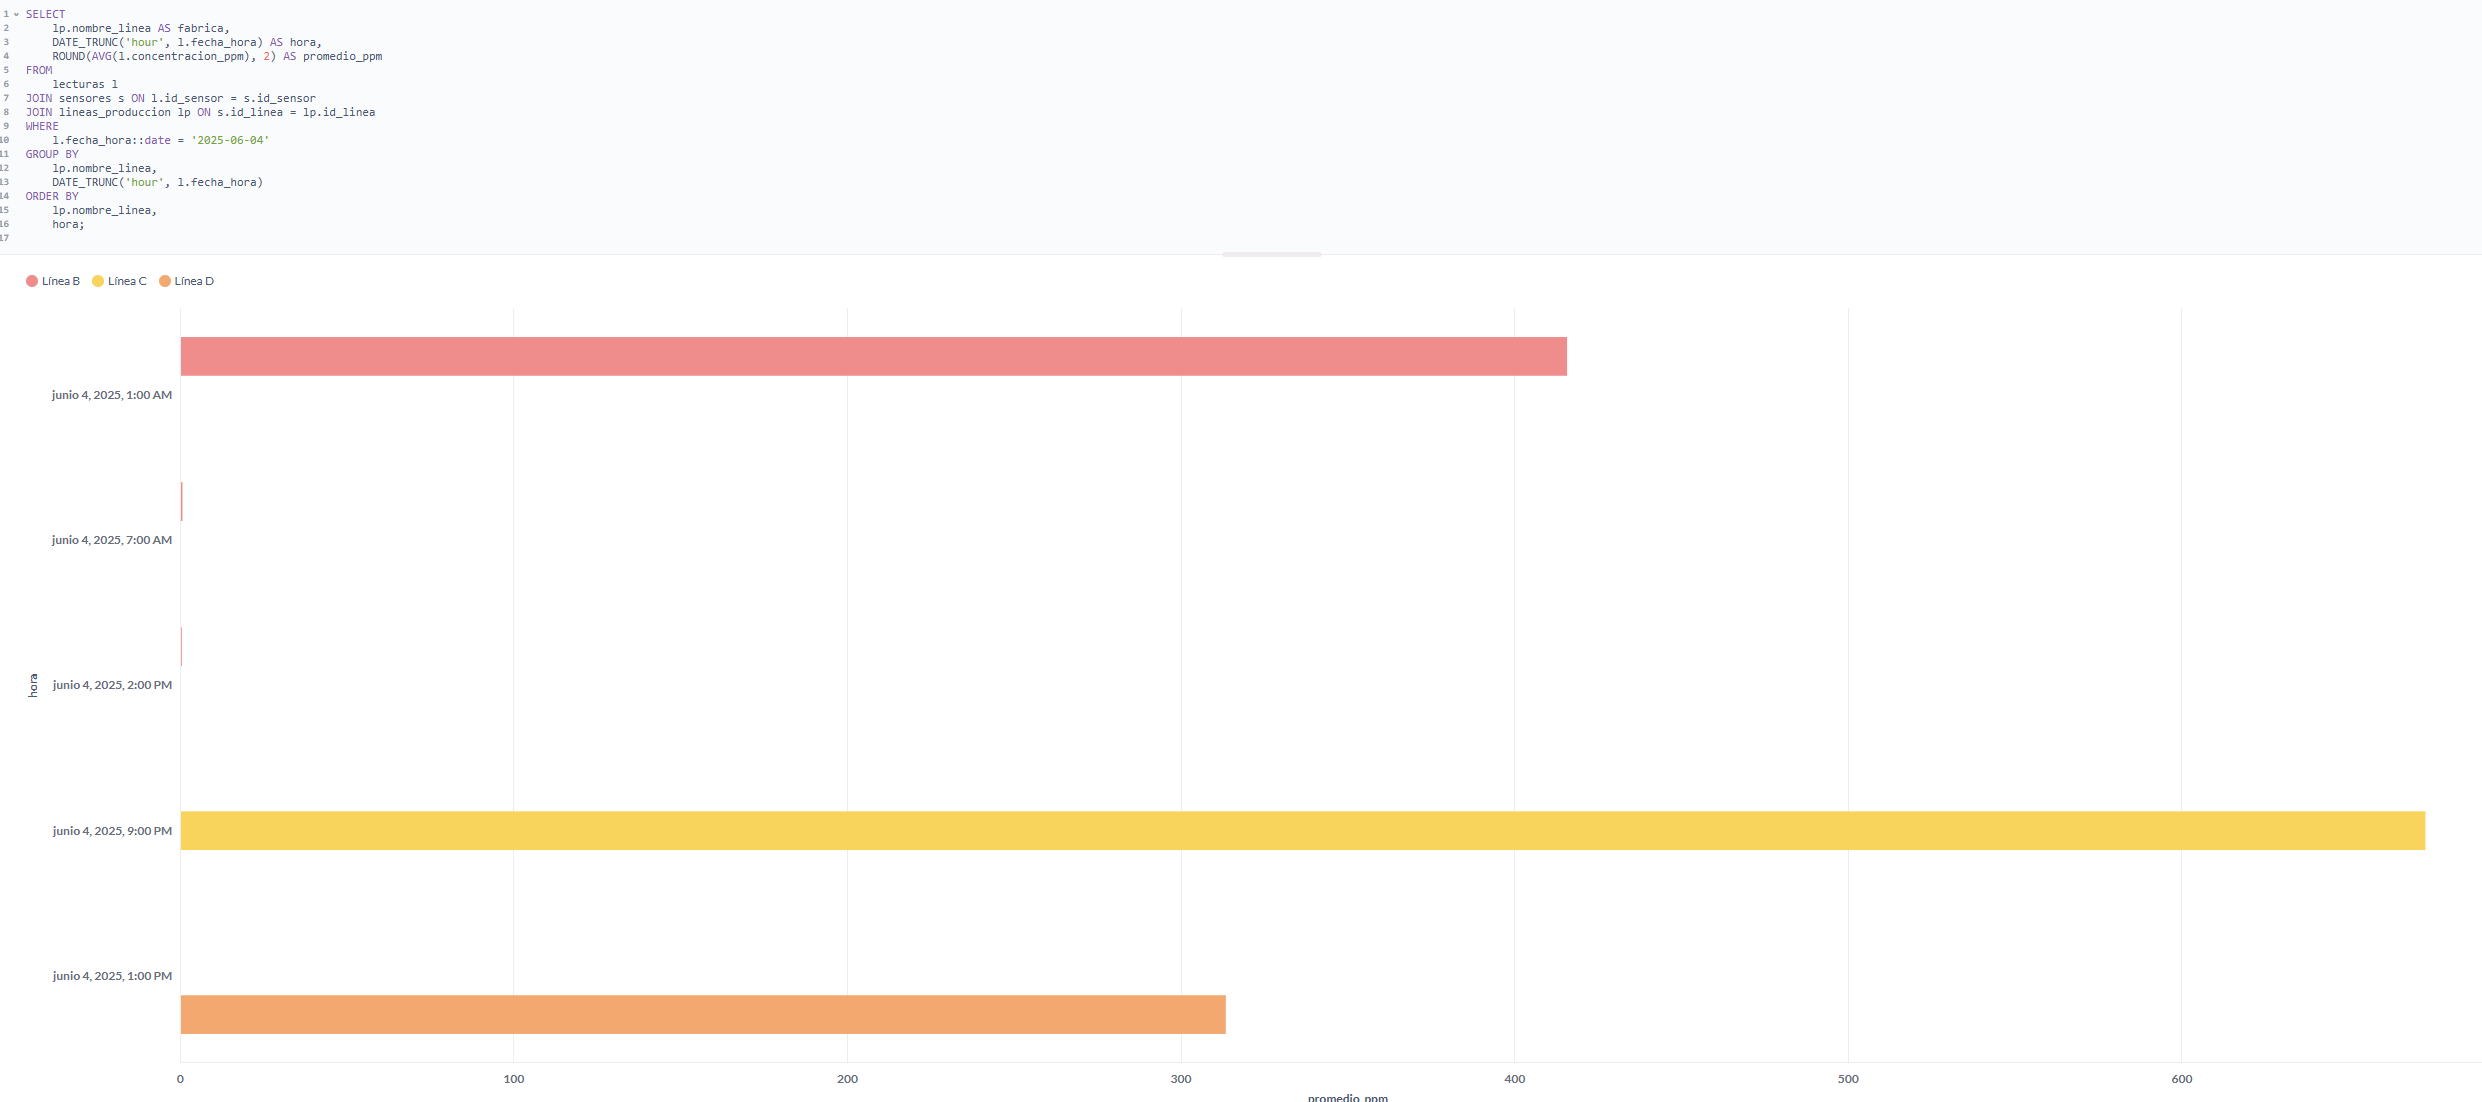 1 SELECT
2 lp.nombre_linea AS fabrica,
3 DATE_TRUNC('hour', l.fecha_hora) AS hora,
4 ROUND(AVG(l.concentracion_ppm), 2) AS promedio_ppm
5 FROM
6 lecturas l
7 JOIN sensores s ON l.id_sensor = s.id_sensor
8 JOIN lineas_produccion lp ON s.id_linea = lp.id_linea
9 WHERE
10 l.fecha_hora::date = '2025-06-04'
11 GROUP BY
12 lp.nombre_linea,
13 DATE_TRUNC('hour', l.fecha_hora)
14 ORDER BY
15 lp.nombre_linea,
16 hora;
17
Línea B Línea C Línea D
junio 4, 2025, 1:00 AM
junio 4, 2025, 7:00 AM
junio 4, 2025, 2:00 PM
hora
junio 4, 2025, 9:00 PM
junio 4, 2025, 1:00 PM
0 100 200 300 400 500 600
promedio_ppm